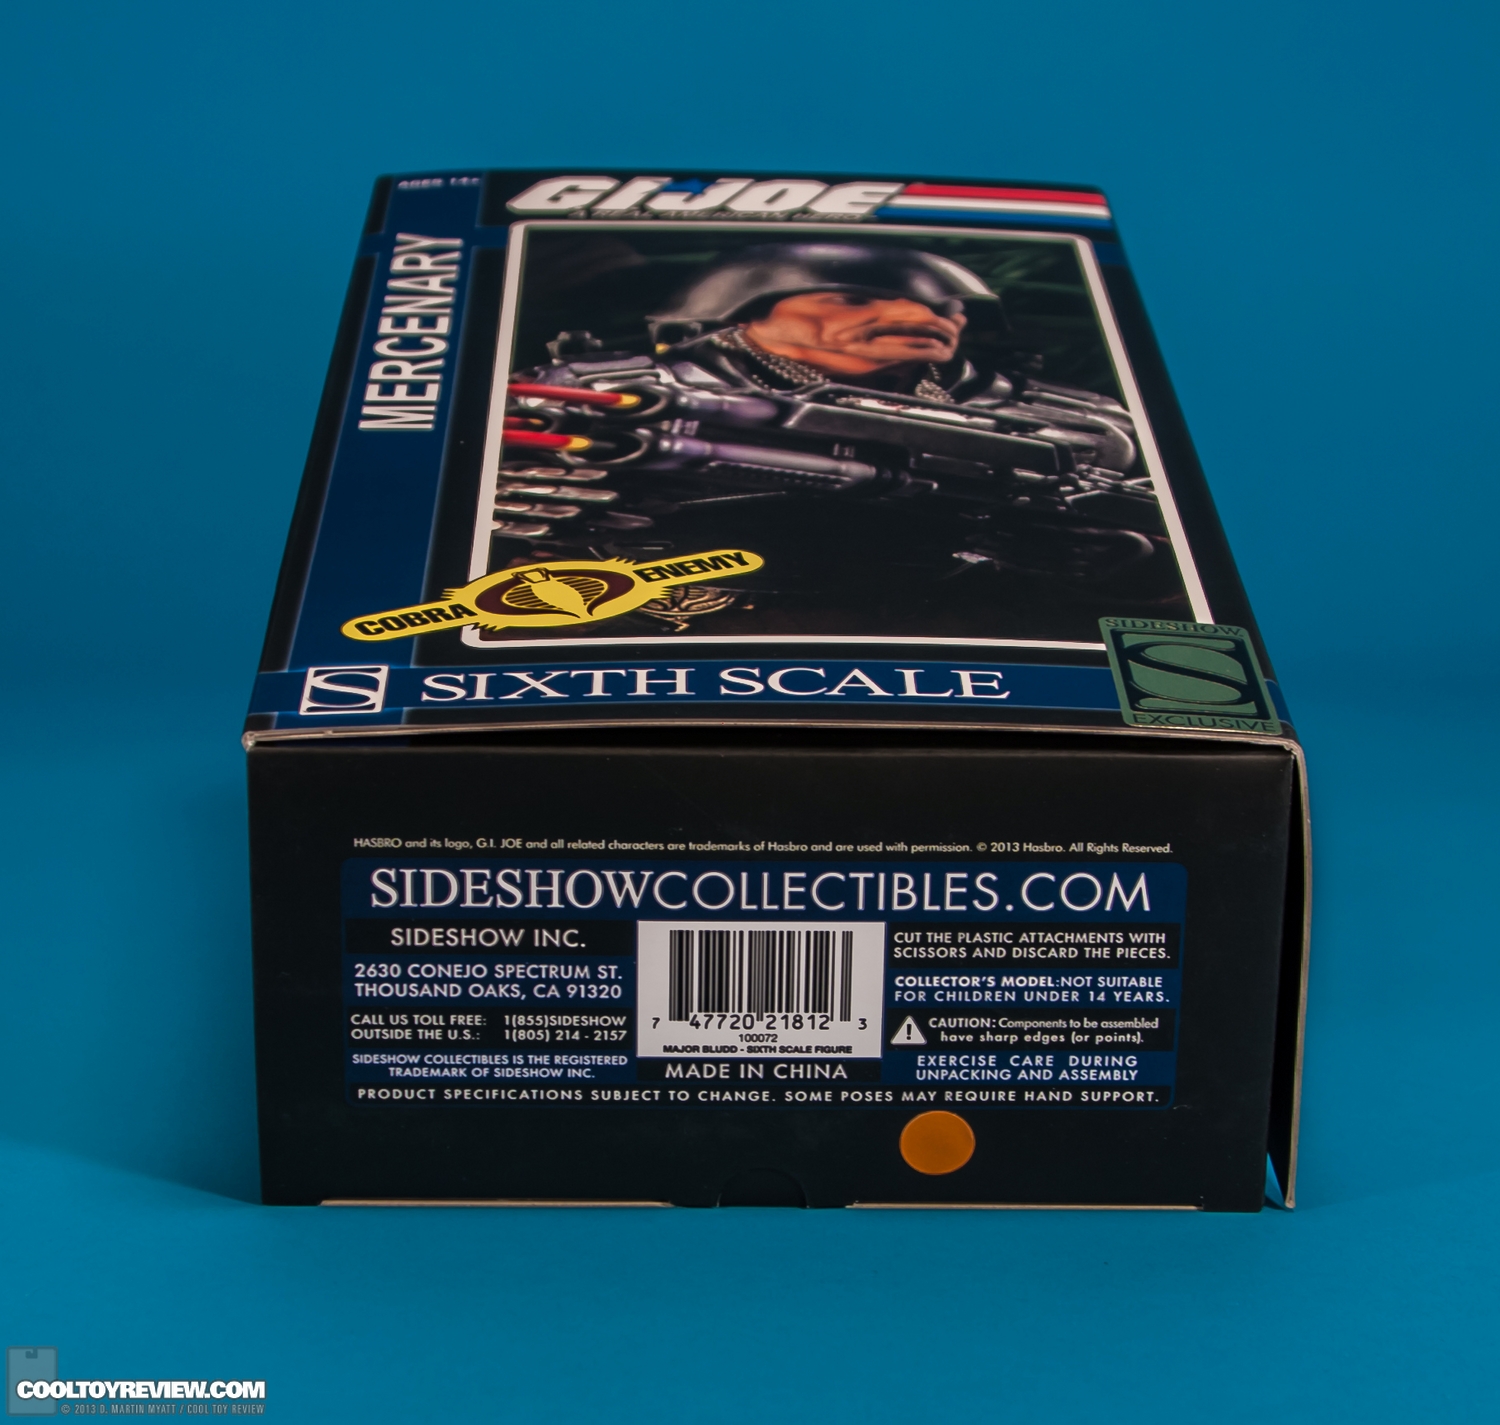 AGES 14+
GI JOE
A REAL AMERICAN HERO
MERCENARY
COBRA ENEMY
S SIXTH SCALE
SIDESHOW
S
EXCLUSIVE
HASBRO and its logo, G.I. JOE and all related characters are trademarks of Hasbro and are used with permission. © 2013 Hasbro. All Rights Reserved.
SIDESHOWCOLLECTIBLES.COM
SIDESHOW INC.
2630 CONEJO SPECTRUM ST.
THOUSAND OAKS, CA 91320
CALL US TOLL FREE: 1(855)SIDESHOW
OUTSIDE THE U.S.: 1(805) 214 - 2157
SIDESHOW COLLECTIBLES IS THE REGISTERED
TRADEMARK OF SIDESHOW INC.
7 47720 21812 3
100072
MAJOR BLUDD - SIXTH SCALE FIGURE
MADE IN CHINA
CUT THE PLASTIC ATTACHMENTS WITH
SCISSORS AND DISCARD THE PIECES.
COLLECTOR'S MODEL:NOT SUITABLE
FOR CHILDREN UNDER 14 YEARS.
CAUTION: Components to be assembled
have sharp edges (or points).
EXERCISE CARE DURING
UNPACKING AND ASSEMBLY
PRODUCT SPECIFICATIONS SUBJECT TO CHANGE. SOME POSES MAY REQUIRE HAND SUPPORT.
COOLTOYREVIEW.COM
© 2013 D. MARTIN MYATT / COOL TOY REVIEW